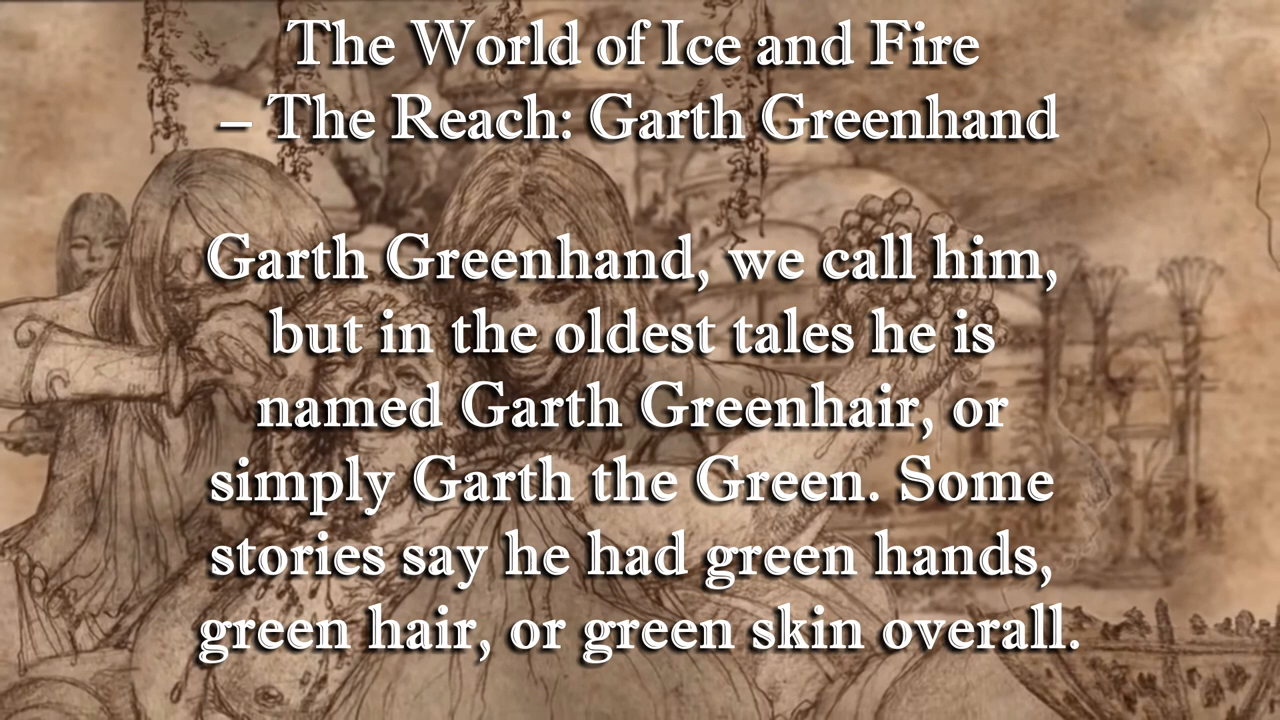 The World of Ice and Fire
– The Reach: Garth Greenhand
Garth Greenhand, we call him,
but in the oldest tales he is
named Garth Greenhair, or
simply Garth the Green. Some
stories say he had green hands,
green hair, or green skin overall.